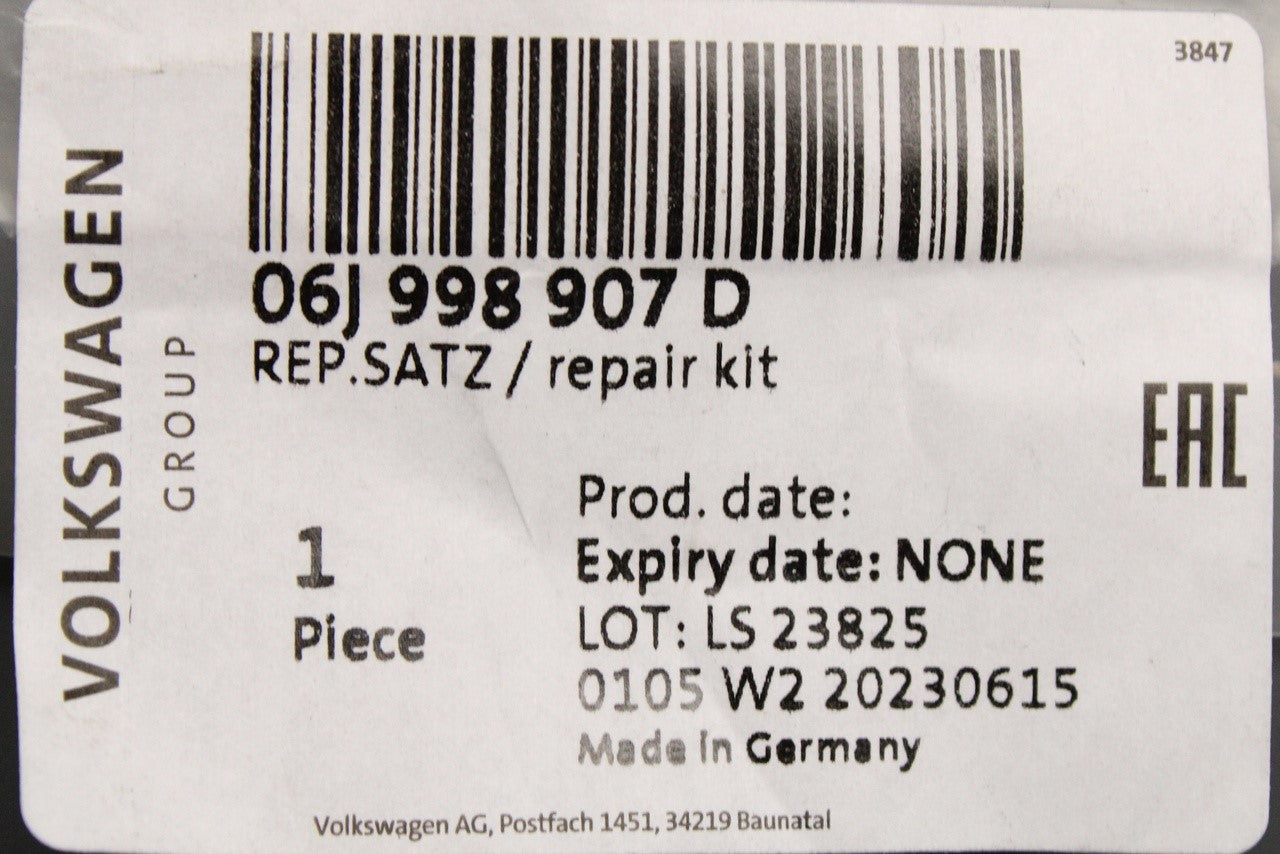 3847
VOLKSWAGEN
GROUP
06J 998 907 D
REP.SATZ / repair kit
EAC
Prod. date:
Expiry date: NONE
1
Piece
LOT: LS 23825
0105 W2 20230615
Made in Germany
Volkswagen AG, Postfach 1451, 34219 Baunatal